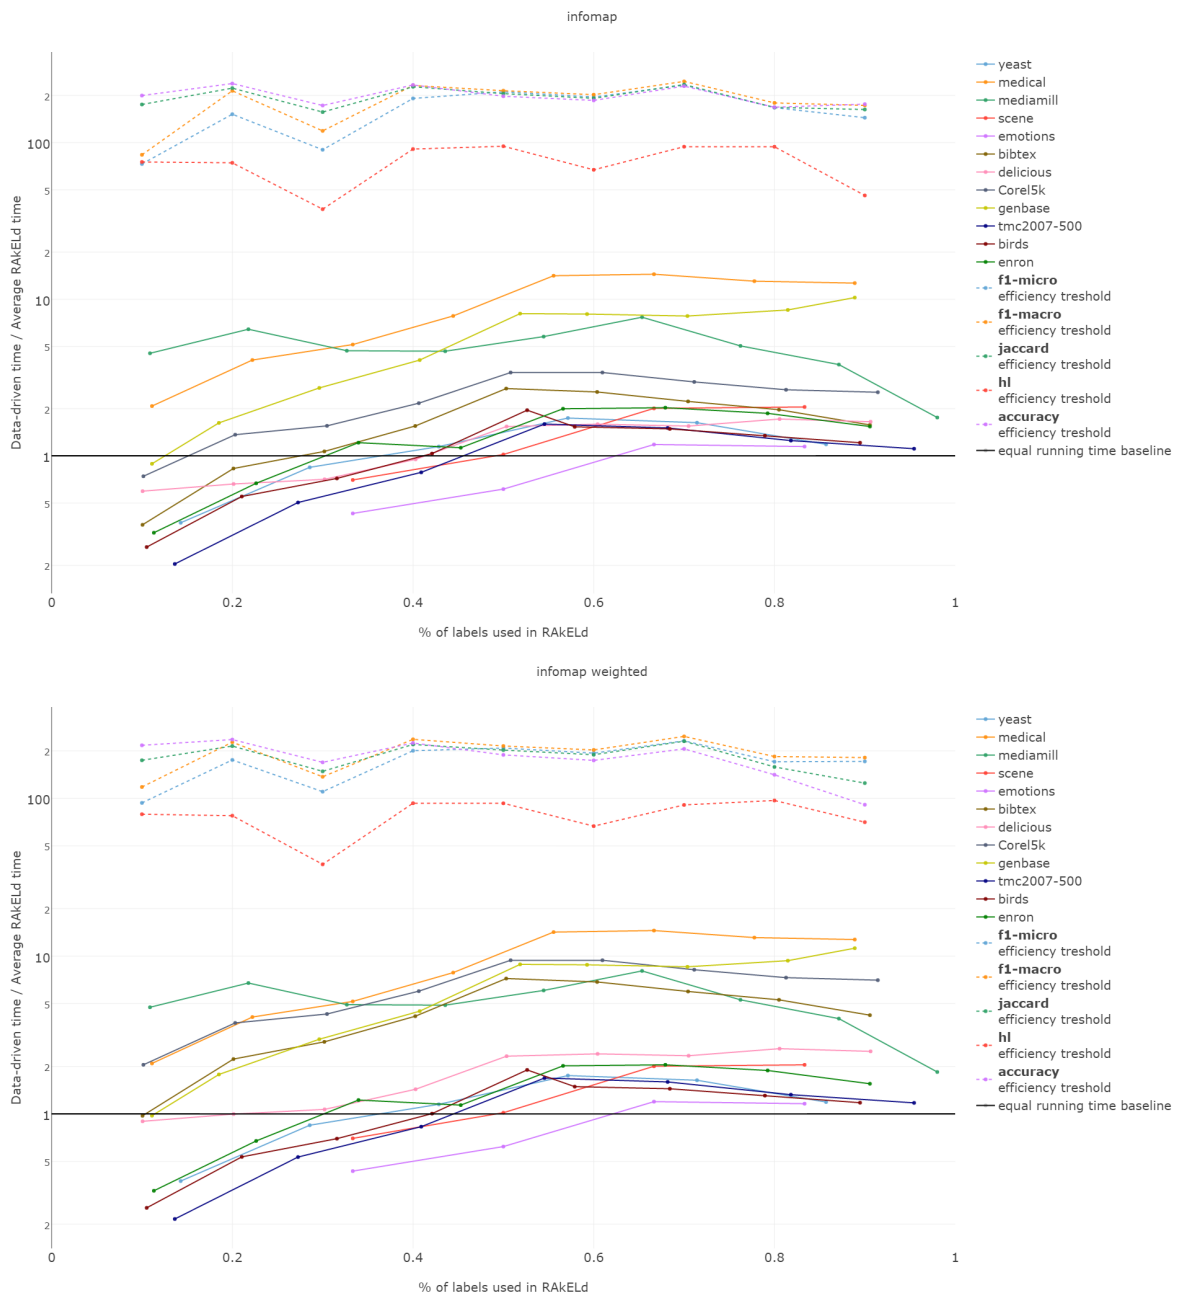 infomap
Data-driven time / Average RAkELd time
2
100
5
2
10
5
2
1
5
2
0
0.2
0.4
0.6
0.8
1
% of labels used in RAkELd
yeast
medical
mediamill
scene
emotions
bibtex
delicious
Corel5k
genbase
tmc2007-500
birds
enron
f1-micro
efficiency treshold
f1-macro
efficiency treshold
jaccard
efficiency treshold
hl
efficiency treshold
accuracy
efficiency treshold
equal running time baseline
infomap weighted
Data-driven time / Average RAkELd time
2
100
5
2
10
5
2
1
5
2
0
0.2
0.4
0.6
0.8
1
% of labels used in RAkELd
yeast
medical
mediamill
scene
emotions
bibtex
delicious
Corel5k
genbase
tmc2007-500
birds
enron
f1-micro
efficiency treshold
f1-macro
efficiency treshold
jaccard
efficiency treshold
hl
efficiency treshold
accuracy
efficiency treshold
equal running time baseline